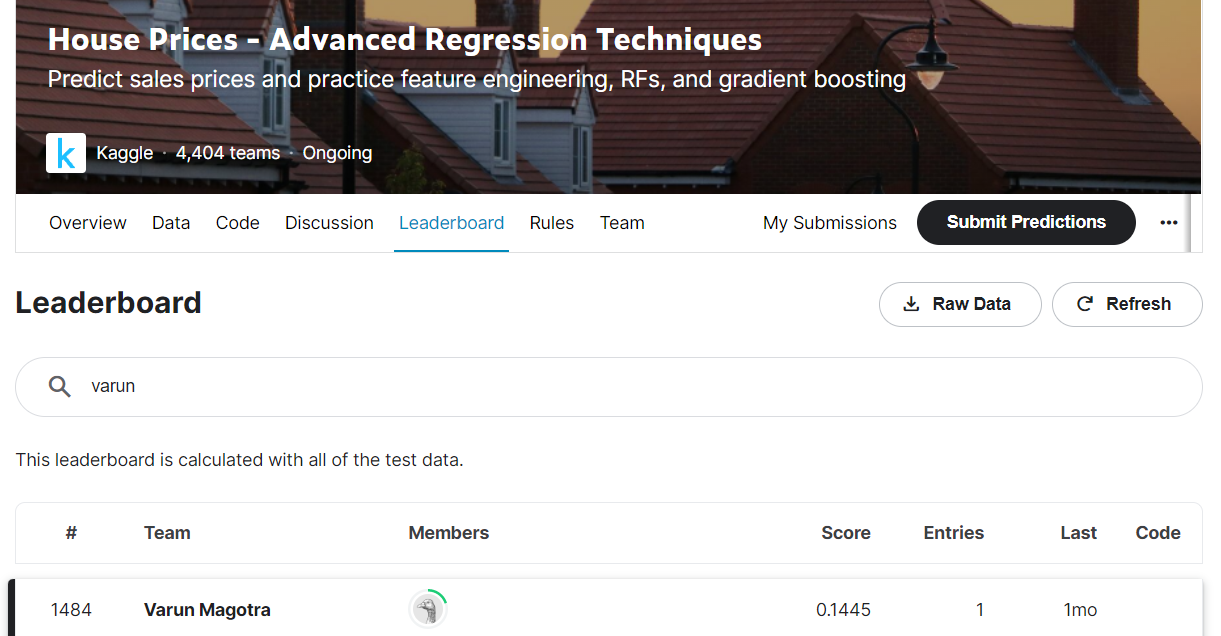 House Prices - Advanced Regression Techniques
Predict sales prices and practice feature engineering, RFs, and gradient boosting
k Kaggle · 4,404 teams · Ongoing
Overview Data Code Discussion Leaderboard Rules Team My Submissions Submit Predictions •••
Leaderboard Raw Data Refresh
varun
This leaderboard is calculated with all of the test data.
# Team Members Score Entries Last Code
1484 Varun Magotra 0.1445 1 1mo